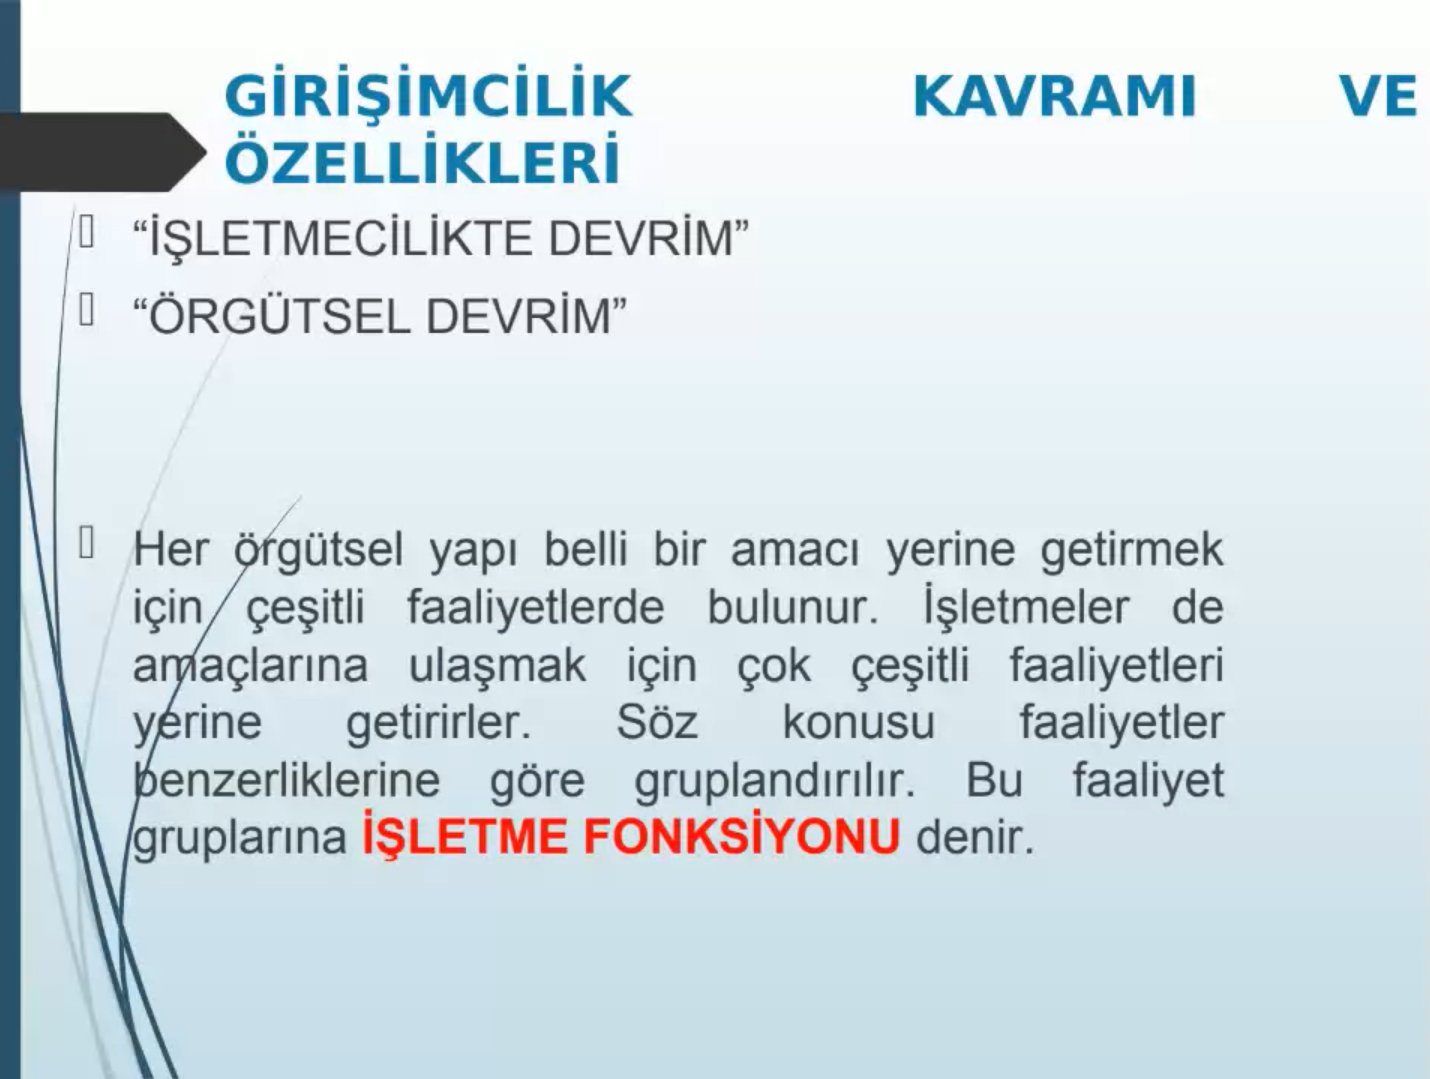 GİRİŞİMCİLİK KAVRAMI VE
ÖZELLİKLERİ
“İŞLETMECİLİKTE DEVRİM”
“ÖRGÜTSEL DEVRİM”
Her örgütsel yapı belli bir amacı yerine getirmek
için çeşitli faaliyetlerde bulunur. İşletmeler de
amaçlarına ulaşmak için çok çeşitli faaliyetleri
yerine getirirler. Söz konusu faaliyetler
benzerliklerine göre gruplandırılır. Bu faaliyet
gruplarına İŞLETME FONKSİYONU denir.